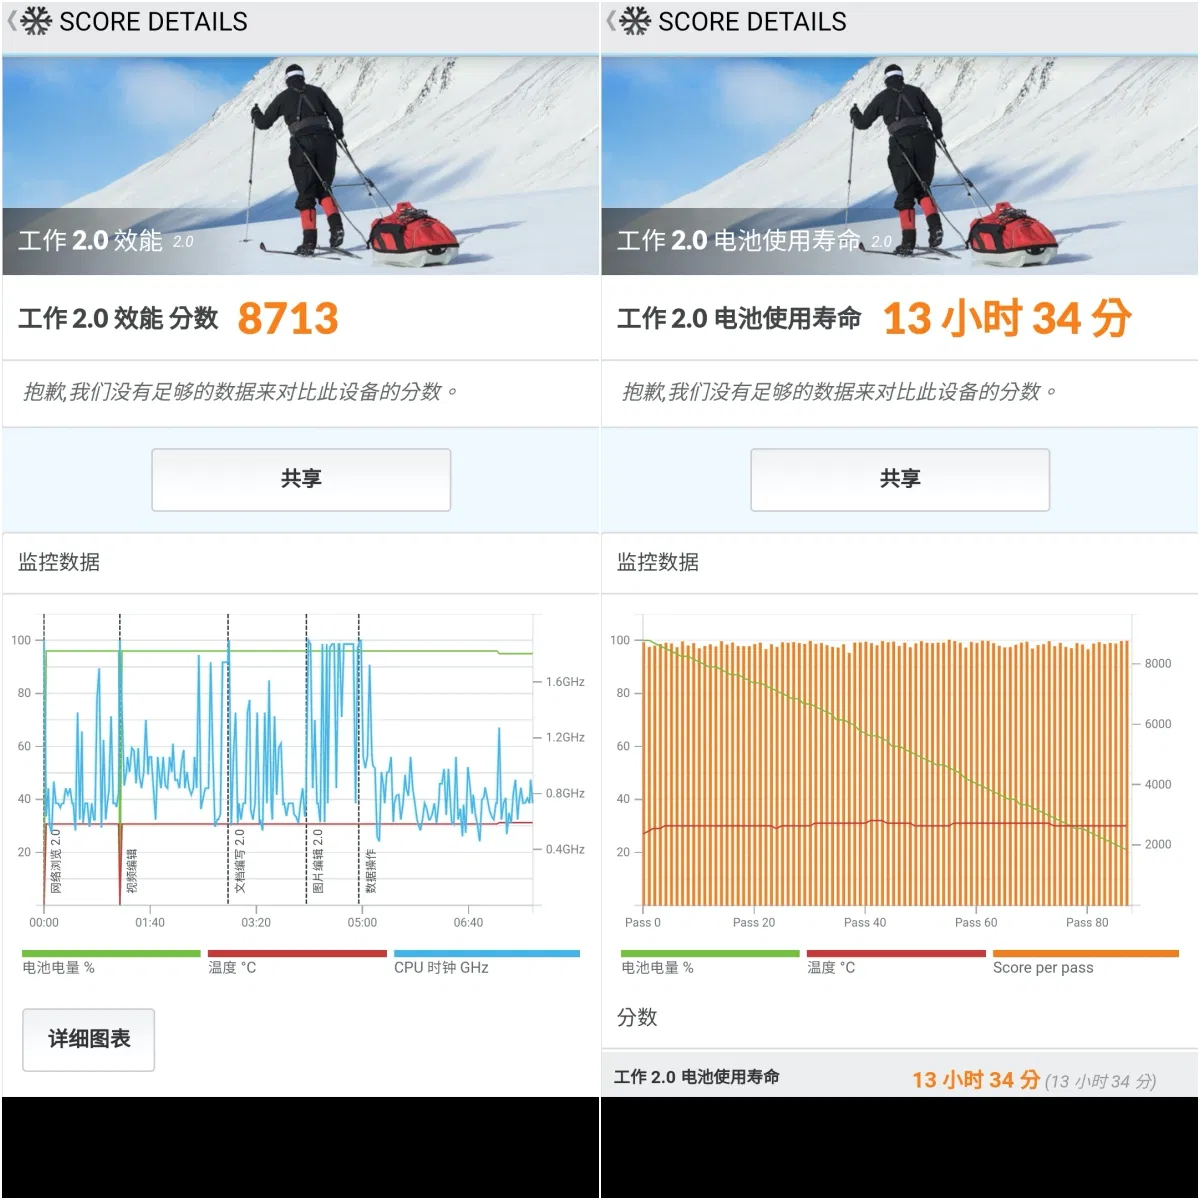 SCORE DETAILS
工作 2.0 效能 2.0
工作 2.0 效能 分数 8713
抱歉,我们没有足够的数据来对比此设备的分数。
共享
监控数据
100
80
60
40
20
1.6GHz
1.2GHz
0.8GHz
0.4GHz
网络浏览 2.0
视频编辑
文档编写 2.0
图片编辑 2.0
数据操作
00:00 01:40 03:20 05:00 06:40
电池电量 % 温度 °C CPU 时钟 GHz
详细图表
SCORE DETAILS
工作 2.0 电池使用寿命 2.0
工作 2.0 电池使用寿命 13 小时 34 分
抱歉,我们没有足够的数据来对比此设备的分数。
共享
监控数据
100
80
60
40
20
8000
6000
4000
2000
Pass 0 Pass 20 Pass 40 Pass 60 Pass 80
电池电量 % 温度 °C Score per pass
分数
工作 2.0 电池使用寿命 13 小时 34 分 (13 小时 34 分)